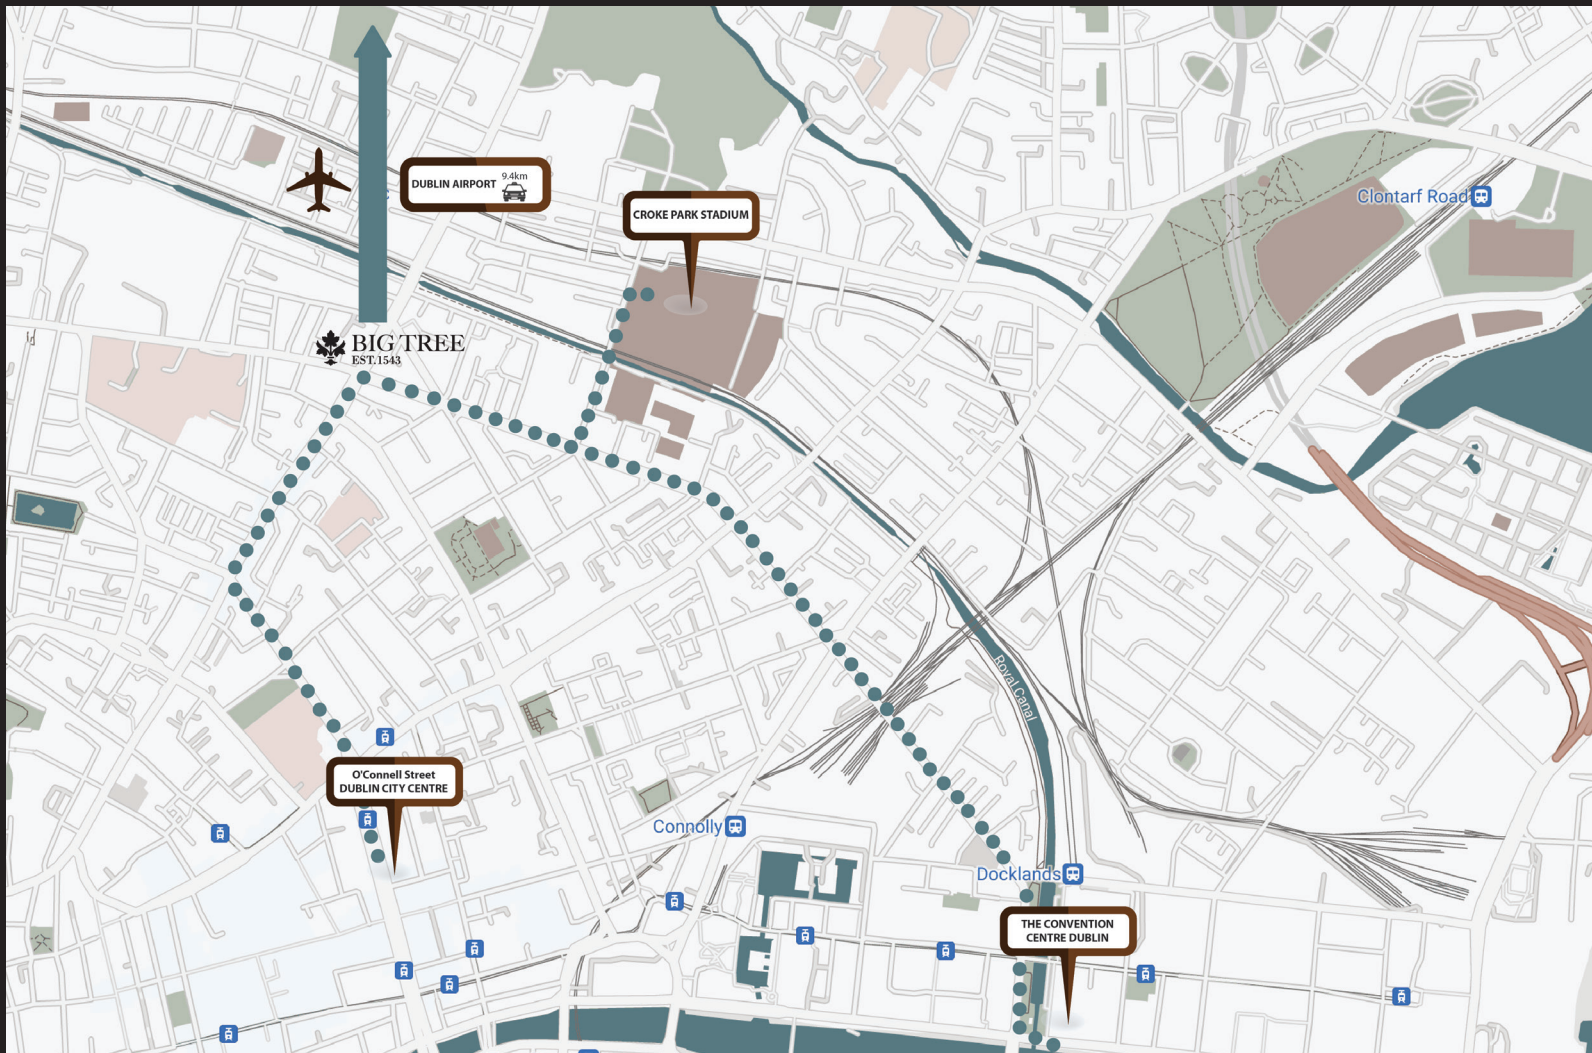 9.4km
DUBLIN AIRPORT
CROKE PARK STADIUM
Clontarf Road
BIG TREE
EST.1543
Royal Canal
O'Connell Street
DUBLIN CITY CENTRE
Connolly
Docklands
THE CONVENTION
CENTRE DUBLIN